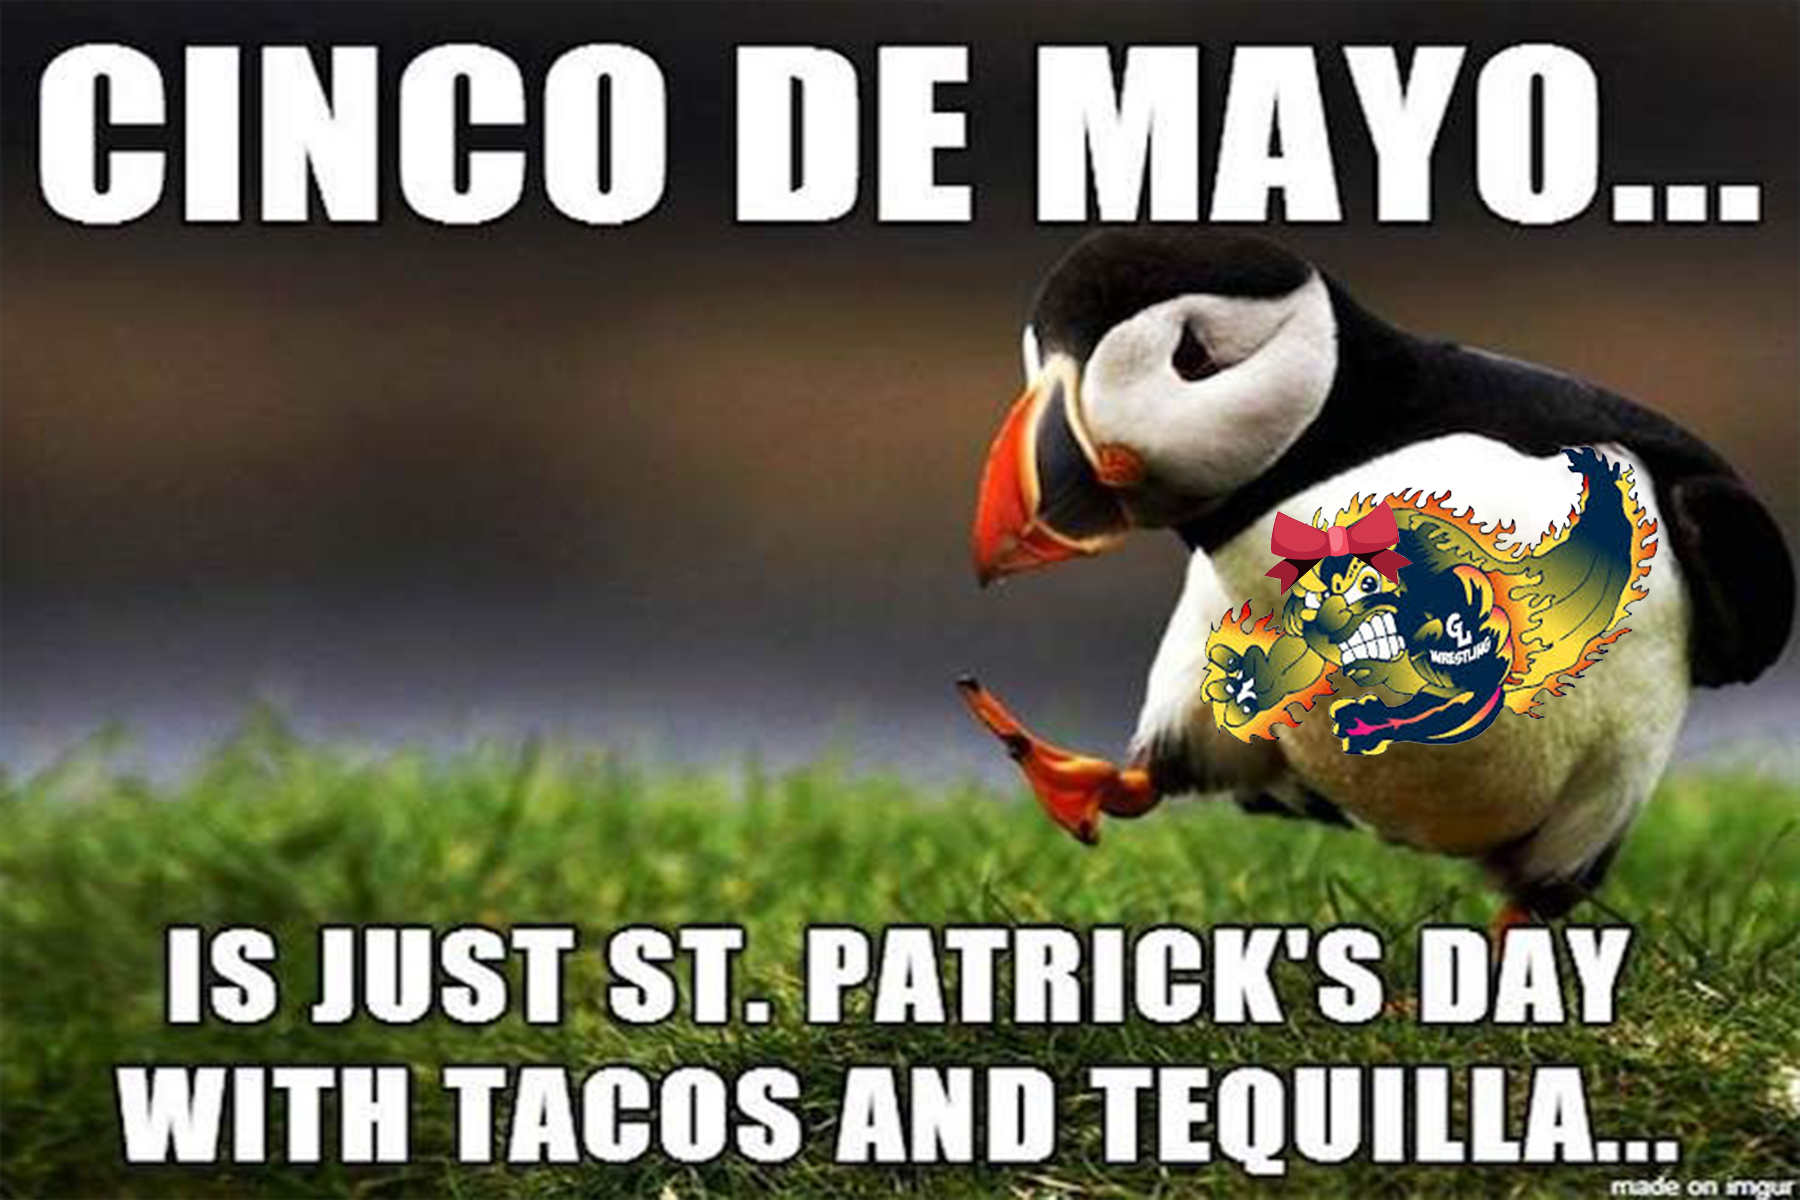 CINCO DE MAYO...
GL
WRESTLING
IS JUST ST. PATRICK'S DAY
WITH TACOS AND TEQUILLA...
made on imgur